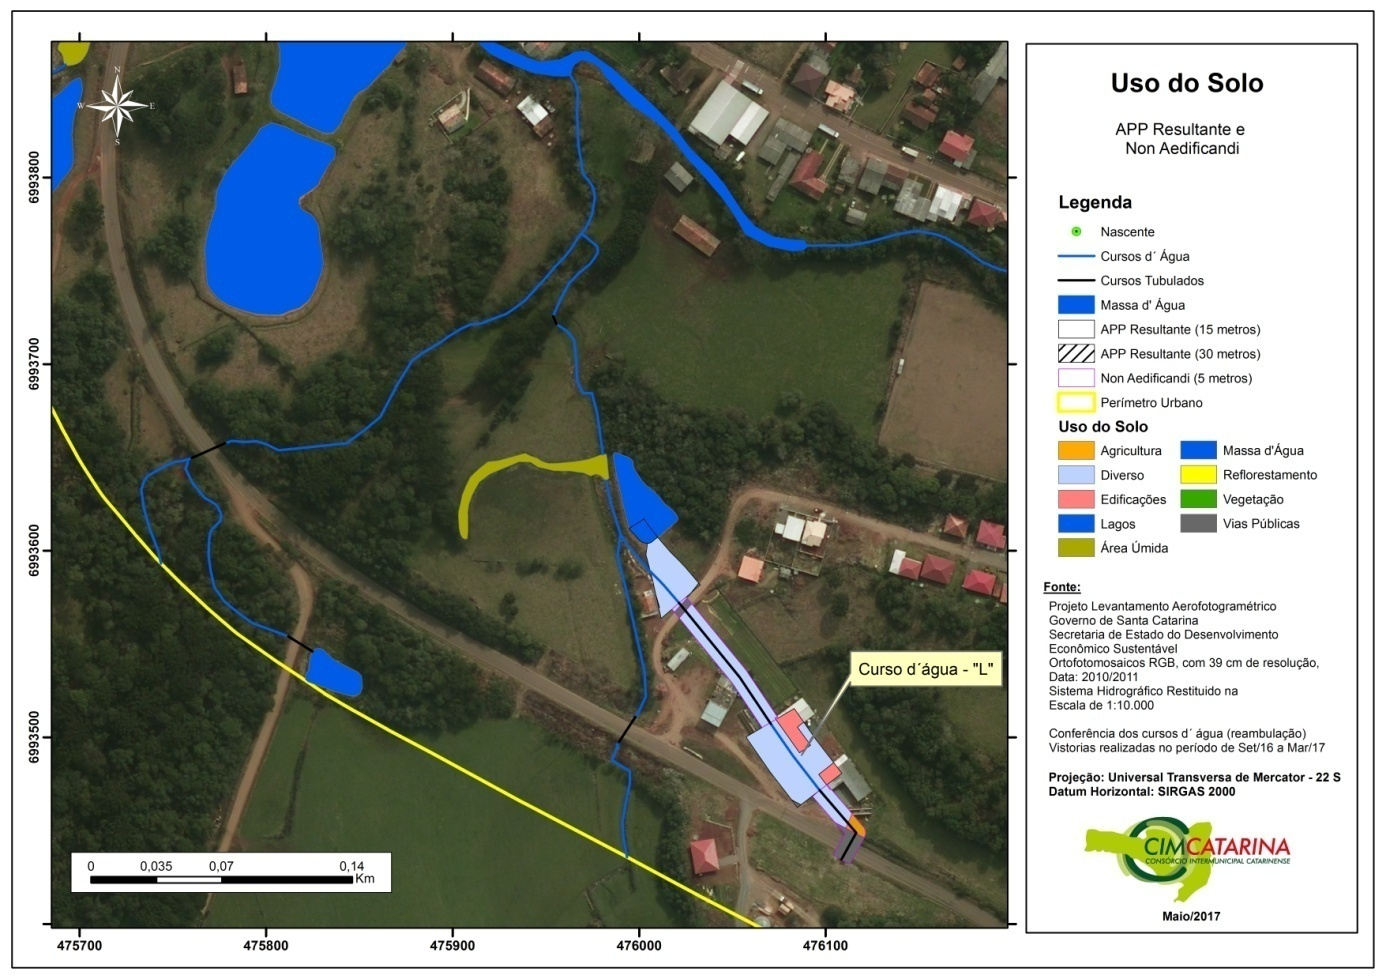 Uso do Solo
APP Resultante e
Non Aedificandi
Legenda
Nascente
Cursos d´ Água
Cursos Tubulados
Massa d' Água
APP Resultante (15 metros)
APP Resultante (30 metros)
Non Aedificandi (5 metros)
Perímetro Urbano
Uso do Solo
Agricultura
Massa d'Água
Diverso
Reflorestamento
Edificações
Vegetação
Lagos
Vias Públicas
Área Úmida
Fonte:
Projeto Levantamento Aerofotogramétrico
Governo de Santa Catarina
Secretaria de Estado do Desenvolvimento
Econômico Sustentável
Ortofotomosaicos RGB, com 39 cm de resolução,
Data: 2010/2011
Sistema Hidrográfico Restituido na
Escala de 1:10.000
Conferência dos cursos d´ água (reambulação)
Vistorias realizadas no período de Set/16 a Mar/17
Projeção: Universal Transversa de Mercator - 22 S
Datum Horizontal: SIRGAS 2000
CIMCATARINA
CONSÓRCIO INTERMUNICIPAL CATARINENSE
Maio/2017
N
W E
S
6993800
6993700
6993600
6993500
Curso d´água - "L"
0 0,035 0,07 0,14
Km
475700 475800 475900 476000 476100